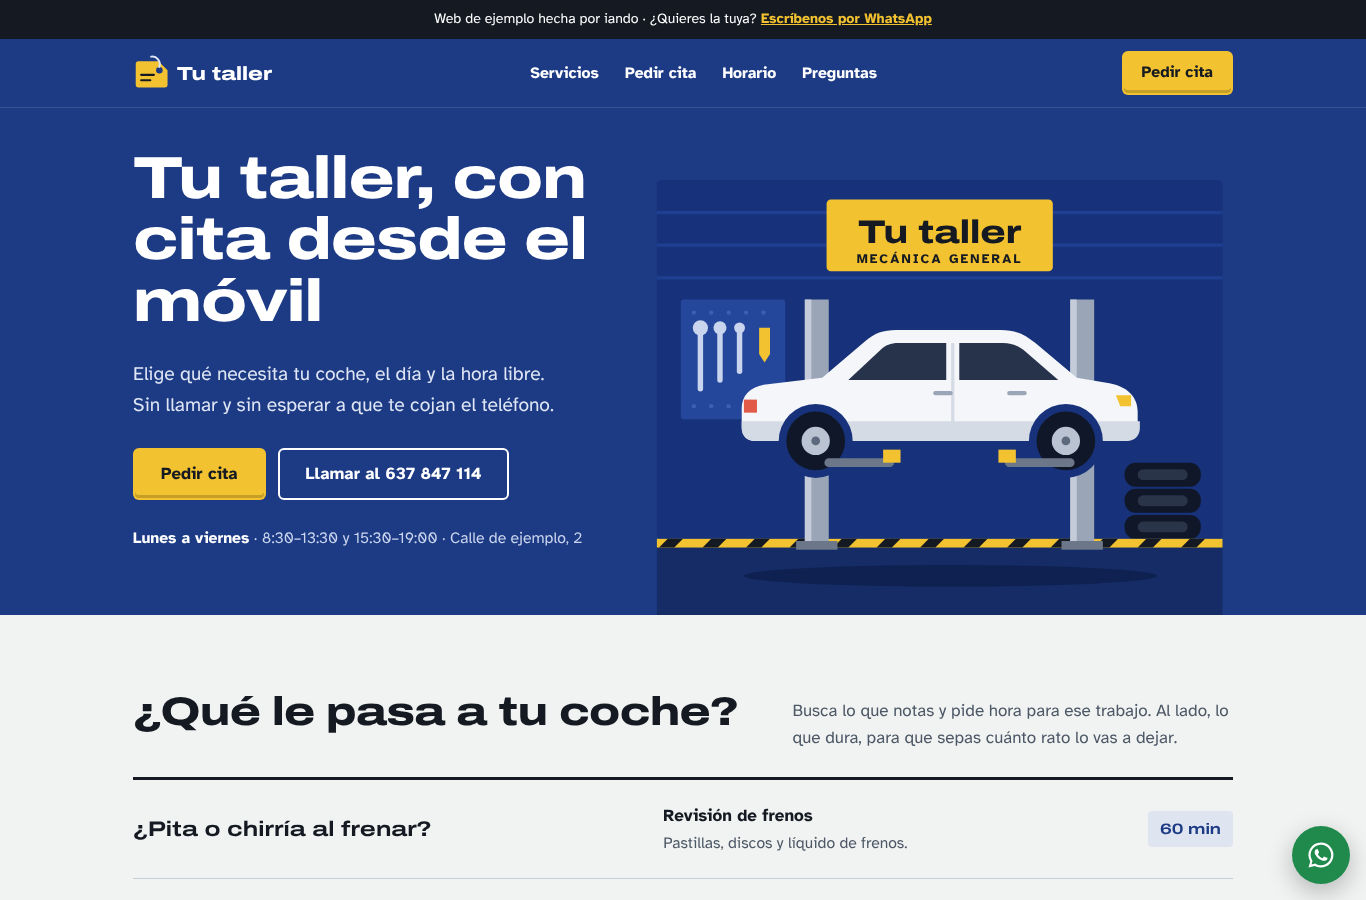 Web de ejemplo hecha por iando · ¿Quieres la tuya? Escríbenos por WhatsApp
Tu taller
Servicios Pedir cita Horario Preguntas
Pedir cita
Tu taller, con
cita desde el
móvil
Elige qué necesita tu coche, el día y la hora libre.
Sin llamar y sin esperar a que te cojan el teléfono.
Pedir cita
Llamar al 637 847 114
Lunes a viernes · 8:30–13:30 y 15:30–19:00 · Calle de ejemplo, 2
Tu taller
MECÁNICA GENERAL
¿Qué le pasa a tu coche?
Busca lo que notas y pide hora para ese trabajo. Al lado, lo
que dura, para que sepas cuánto rato lo vas a dejar.
¿Pita o chirría al frenar?
Revisión de frenos
Pastillas, discos y líquido de frenos.
60 min